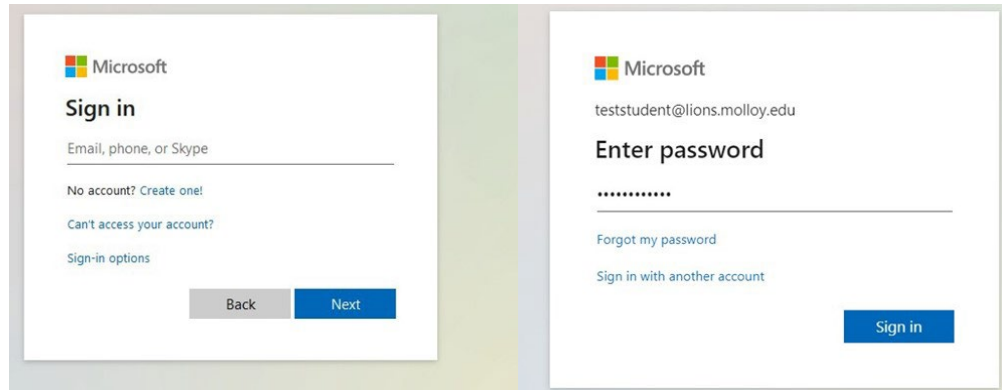 Microsoft
Sign in
Email, phone, or Skype
No account? Create one!
Can't access your account?
Sign-in options
Back
Next
Microsoft
teststudent@lions.molloy.edu
Enter password
••••••••••••
Forgot my password
Sign in with another account
Sign in